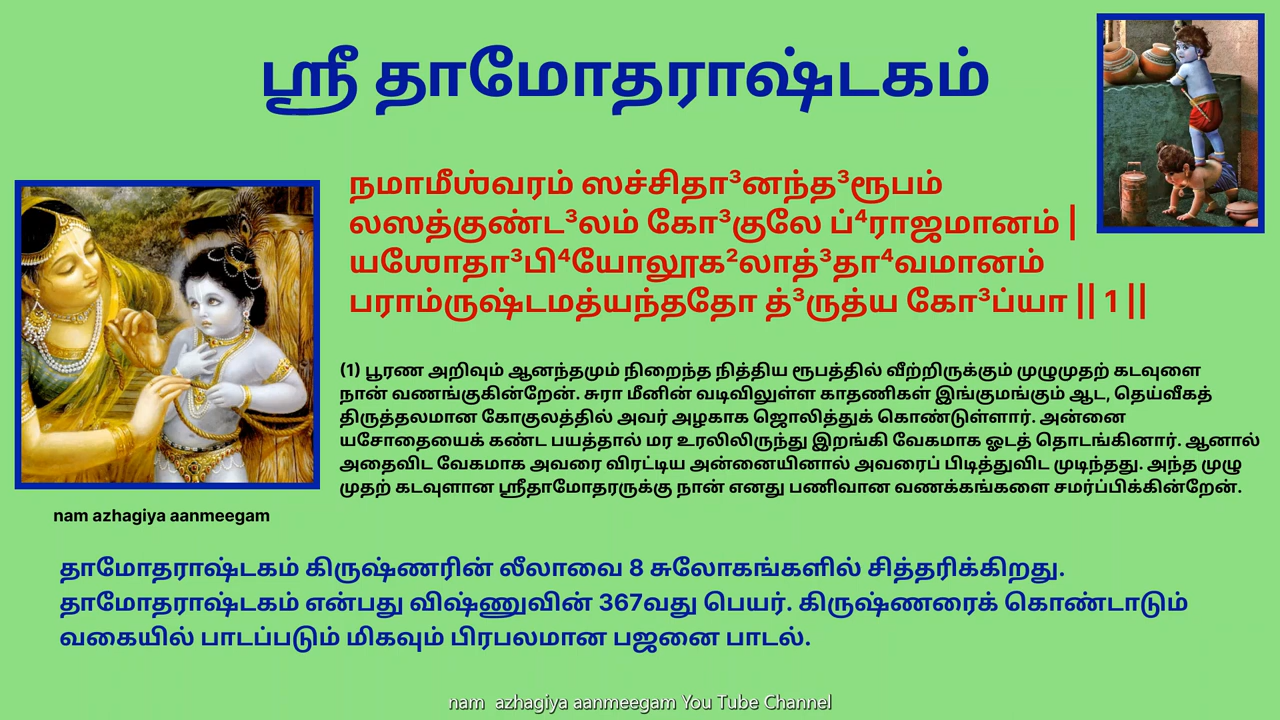 ஸ்ரீ தாமோதராஷ்டகம்
நமாமீஶ்வரம் ஸச்சிதா³னந்த³ரூபம்
லஸத்குண்ட³லம் கோ³குலே ப்⁴ராஜமானம் |
யஶோதா³பி⁴யோலூக²லாத்³தா⁴வமானம்
பராம்ருஷ்டமத்யந்ததோ த்³ருத்ய கோ³ப்யா || 1 ||
(1) பூரண அறிவும் ஆனந்தமும் நிறைந்த நித்திய ரூபத்தில் வீற்றிருக்கும் முழுமுதற் கடவுளை
நான் வணங்குகின்றேன். சுரா மீனின் வடிவிலுள்ள காதணிகள் இங்குமங்கும் ஆட, தெய்வீகத்
திருத்தலமான கோகுலத்தில் அவர் அழகாக ஜொலித்துக் கொண்டுள்ளார். அன்னை
யசோதையைக் கண்ட பயத்தால் மர உரலிலிருந்து இறங்கி வேகமாக ஓடத் தொடங்கினார். ஆனால்
அதைவிட வேகமாக அவரை விரட்டிய அன்னையினால் அவரைப் பிடித்துவிட முடிந்தது. அந்த முழு
முதற் கடவுளான ஸ்ரீதாமோதரருக்கு நான் எனது பணிவான வணக்கங்களை சமர்ப்பிக்கின்றேன்.
nam azhagiya aanmeegam
தாமோதராஷ்டகம் கிருஷ்ணரின் லீலாவை 8 சுலோகங்களில் சித்தரிக்கிறது.
தாமோதராஷ்டகம் என்பது விஷ்ணுவின் 367வது பெயர். கிருஷ்ணரைக் கொண்டாடும்
வகையில் பாடப்படும் மிகவும் பிரபலமான பஜனை பாடல்.
nam azhagiya aanmeegam You Tube Channel